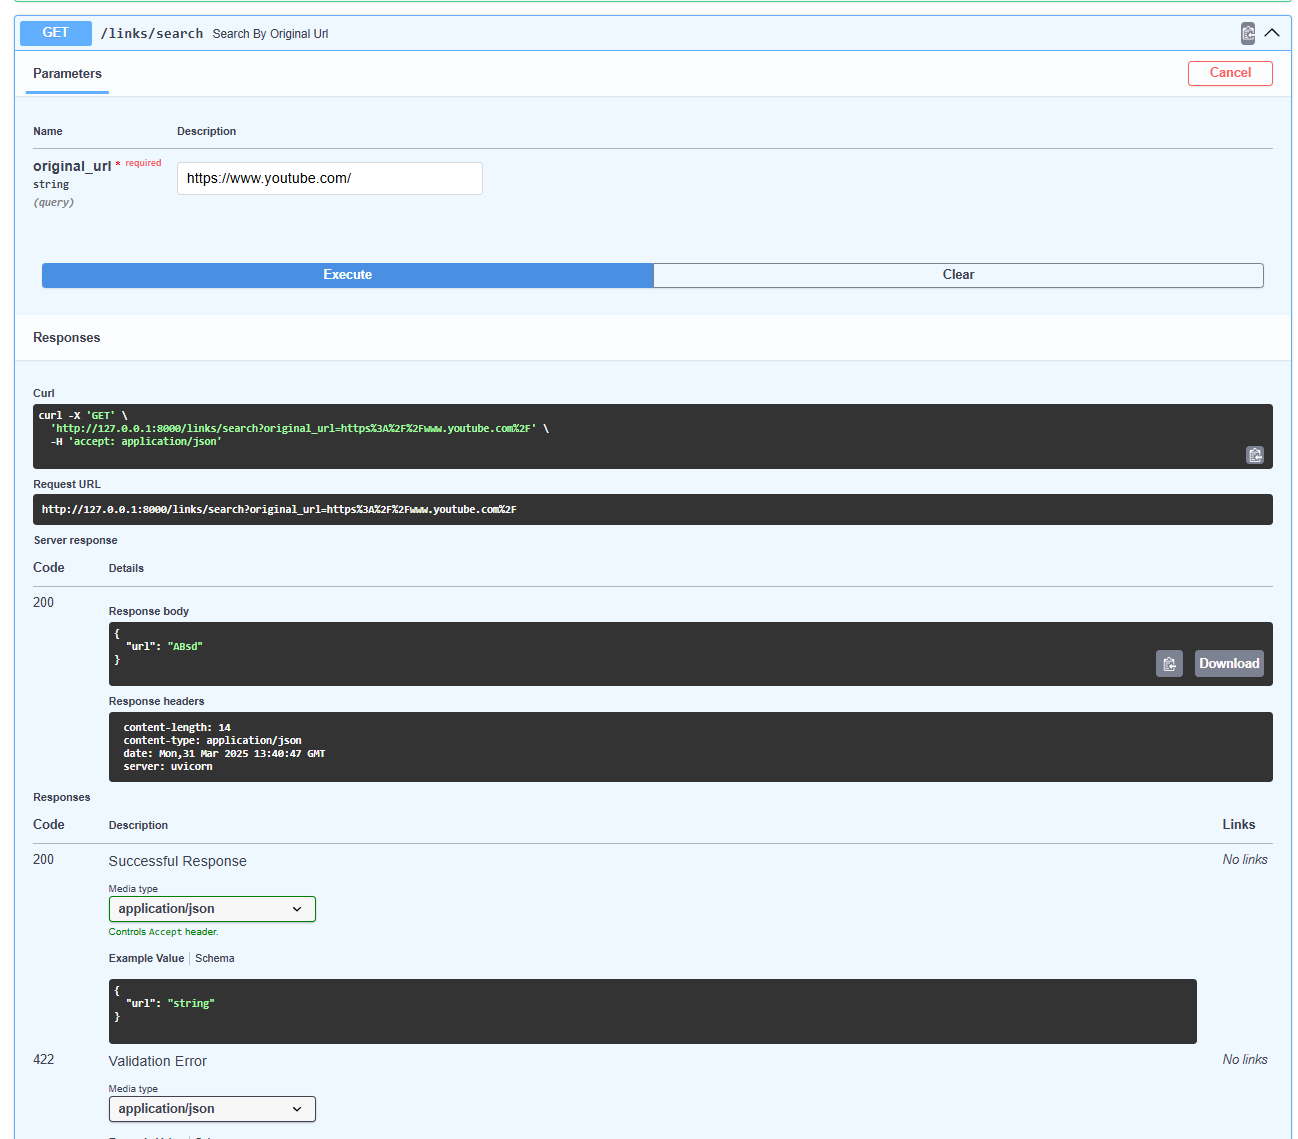 GET /links/search Search By Original Url
Parameters
Cancel
Name Description
original_url * required
string
(query)
https://www.youtube.com/
Execute
Clear
Responses
Curl
curl -X 'GET' \
'http://127.0.0.1:8000/links/search?original_url=https%3A%2F%2Fwww.youtube.com%2F' \
-H 'accept: application/json'
Request URL
http://127.0.0.1:8000/links/search?original_url=https%3A%2F%2Fwww.youtube.com%2F
Server response
Code Details
200
Response body
{
"url": "ABsd"
}
Download
Response headers
content-length: 14
content-type: application/json
date: Mon,31 Mar 2025 13:40:47 GMT
server: uvicorn
Responses
Code Description Links
200 Successful Response No links
Media type
application/json
Controls Accept header.
Example Value Schema
{
"url": "string"
}
422 Validation Error No links
Media type
application/json